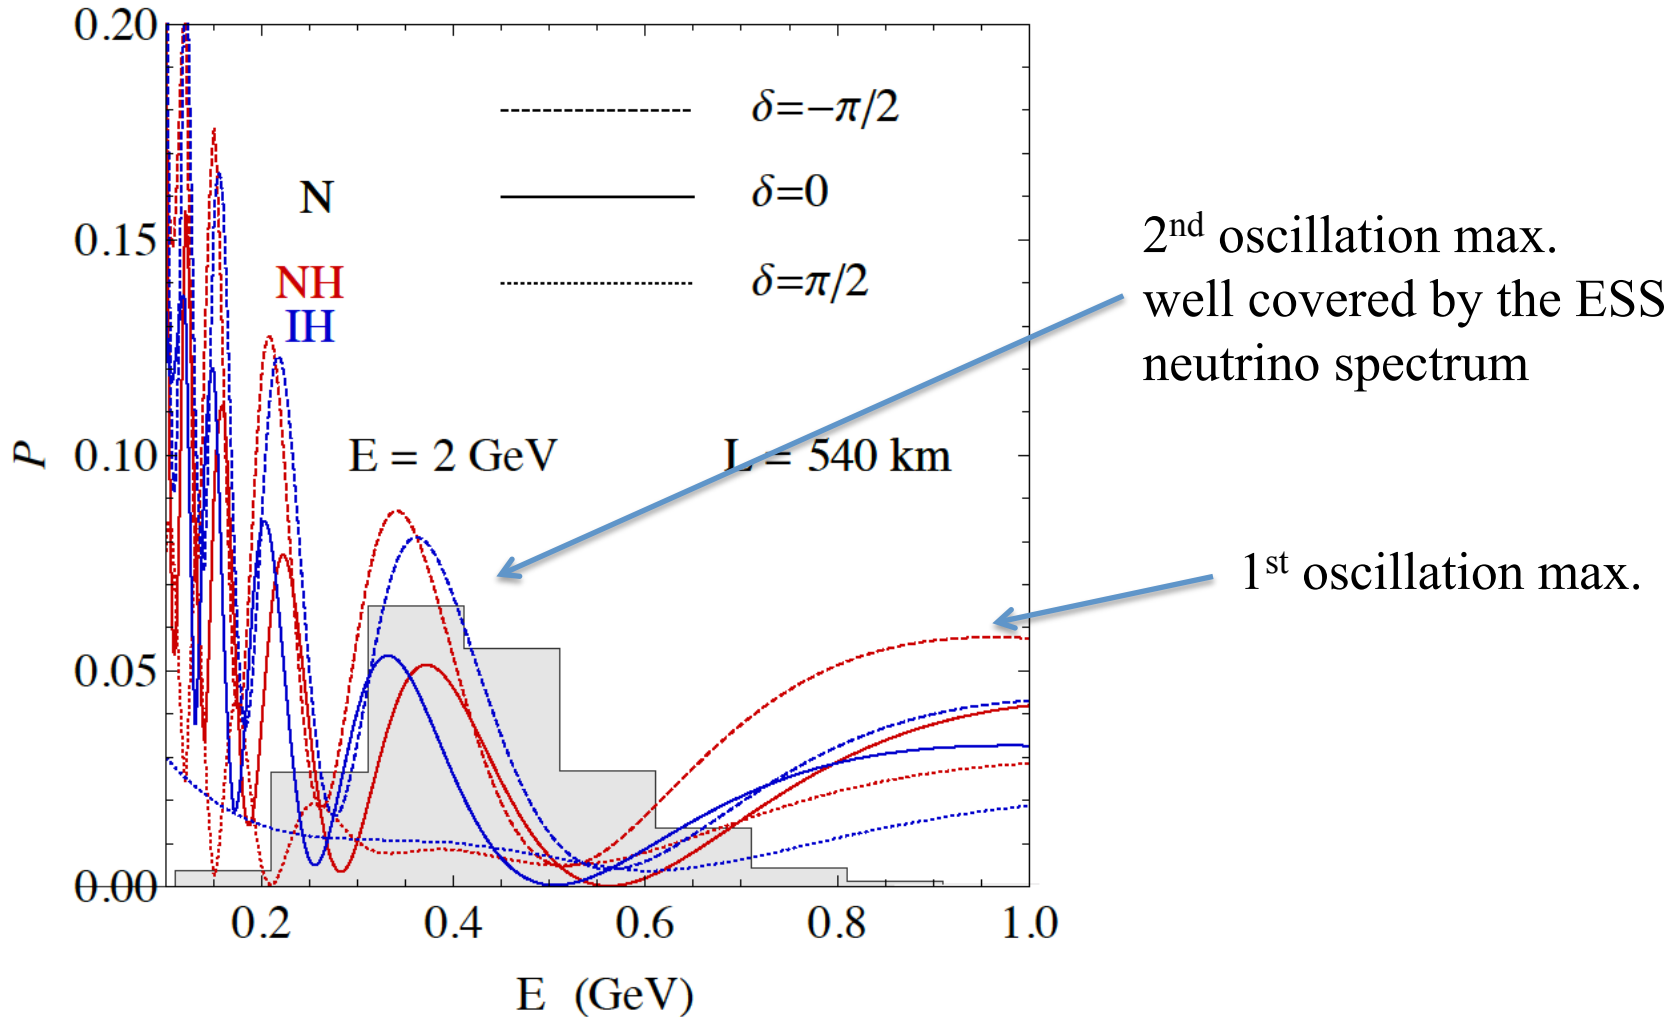 0.20
0.15
0.10
0.05
0.00
P
0.2
0.4
0.6
0.8
1.0
E (GeV)
δ=−π/2
δ=0
δ=π/2
N
NH
IH
E = 2 GeV
L = 540 km
2nd oscillation max.
well covered by the ESS
neutrino spectrum
1st oscillation max.